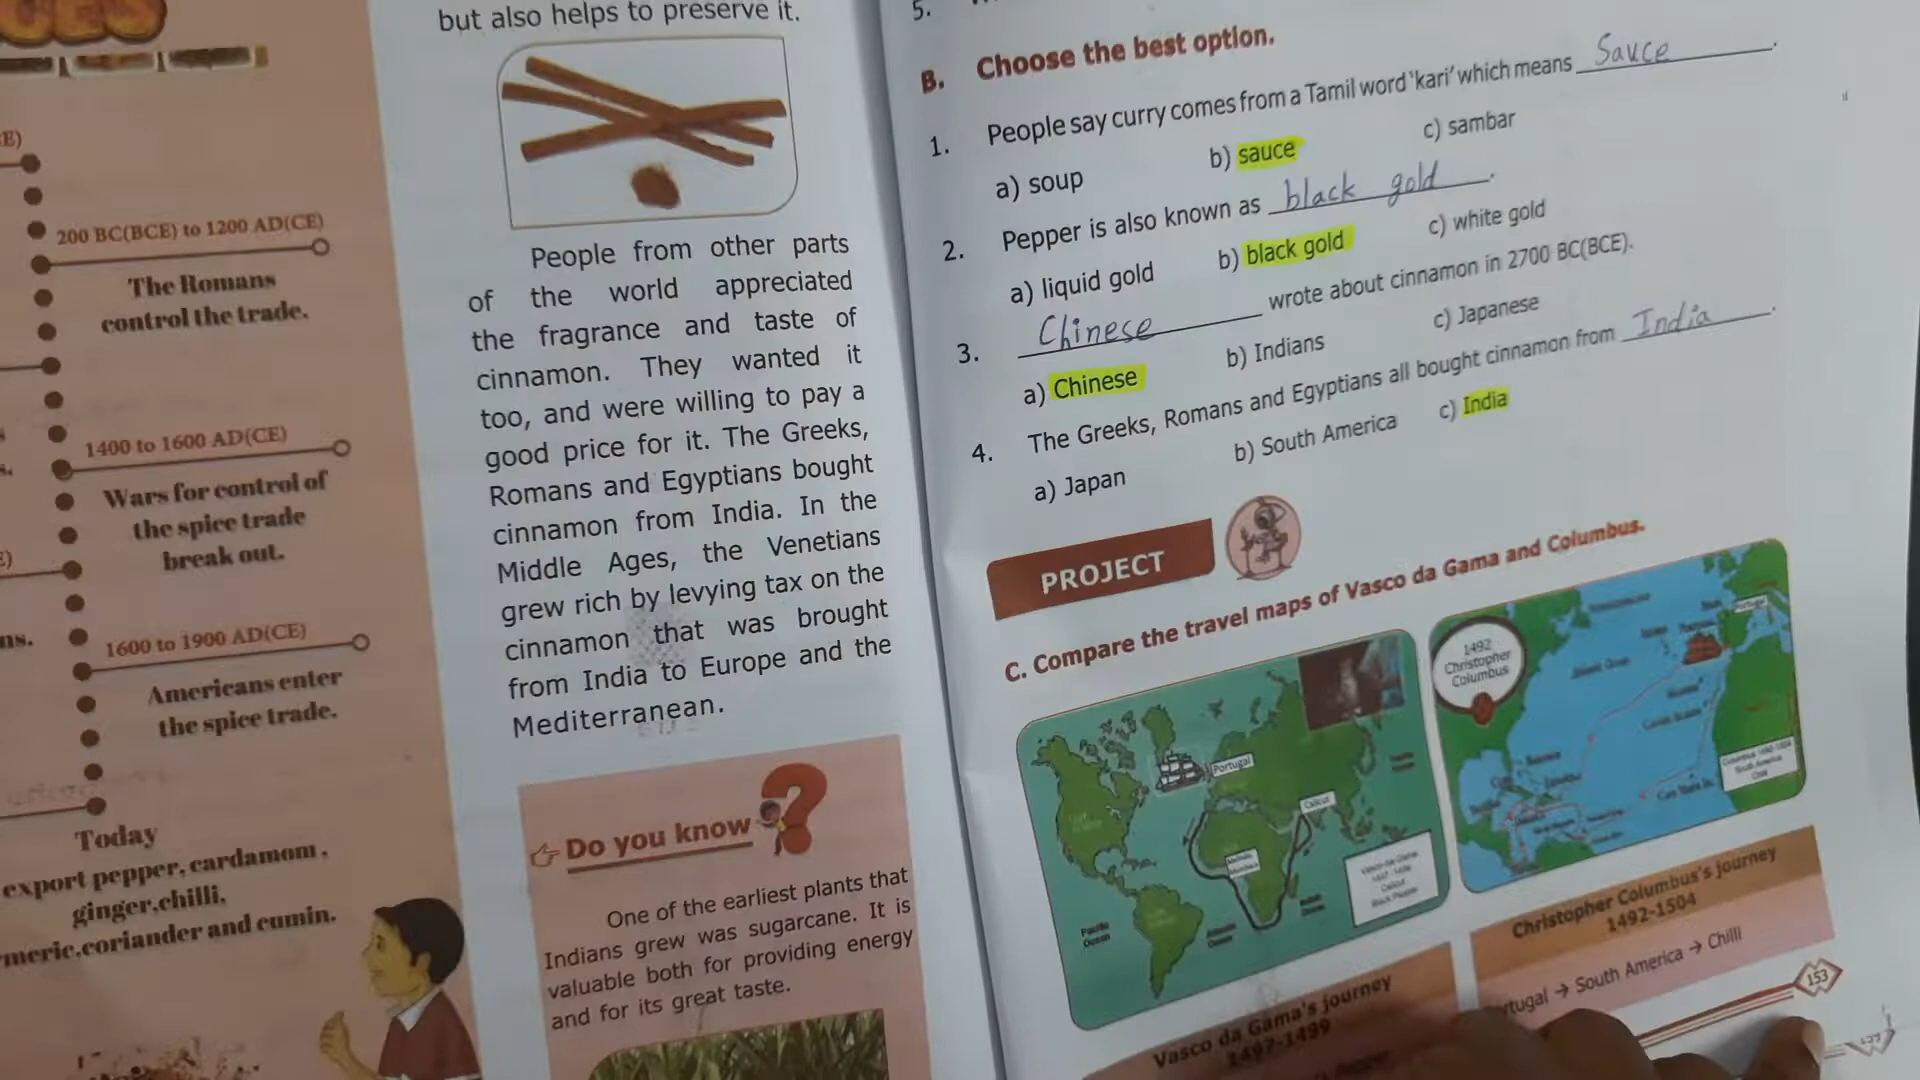 E)
200 BC(BCE) to 1200 AD(CE)
The Romans
control the trade.
s.
1400 to 1600 AD(CE)
Wars for control of
the spice trade
break out.
E)
ns.
1600 to 1900 AD(CE)
Americans enter
the spice trade.
Today
export pepper, cardamom,
ginger,chilli,
meric,coriander and cumin.
but also helps to preserve it.
People from other parts
of the world appreciated
the fragrance and taste of
cinnamon. They wanted it
too, and were willing to pay a
good price for it. The Greeks,
Romans and Egyptians bought
cinnamon from India. In the
Middle Ages, the Venetians
grew rich by levying tax on the
cinnamon that was brought
from India to Europe and the
Mediterranean.
Do you know ?
One of the earliest plants that
Indians grew was sugarcane. It is
valuable both for providing energy
and for its great taste.
5.
B. Choose the best option.
1. People say curry comes from a Tamil word 'kari' which means Sauce.
a) soup b) sauce c) sambar
2. Pepper is also known as black gold.
a) liquid gold b) black gold c) white gold
3. Chinese wrote about cinnamon in 2700 BC(BCE).
a) Chinese b) Indians c) Japanese
4. The Greeks, Romans and Egyptians all bought cinnamon from India.
a) Japan b) South America c) India
PROJECT
C. Compare the travel maps of Vasco da Gama and Columbus.
Portugal
Calicut
Pacific
Ocean
Atlantic
Ocean
Vasco da Gama
Calicut
Black Pepper
1492
Christopher
Columbus
Portugal
South America
Chilli
Vasco da Gama's journey
1497-1499
Christopher Columbus's journey
1492-1504
rtugal → South America → Chilli
153